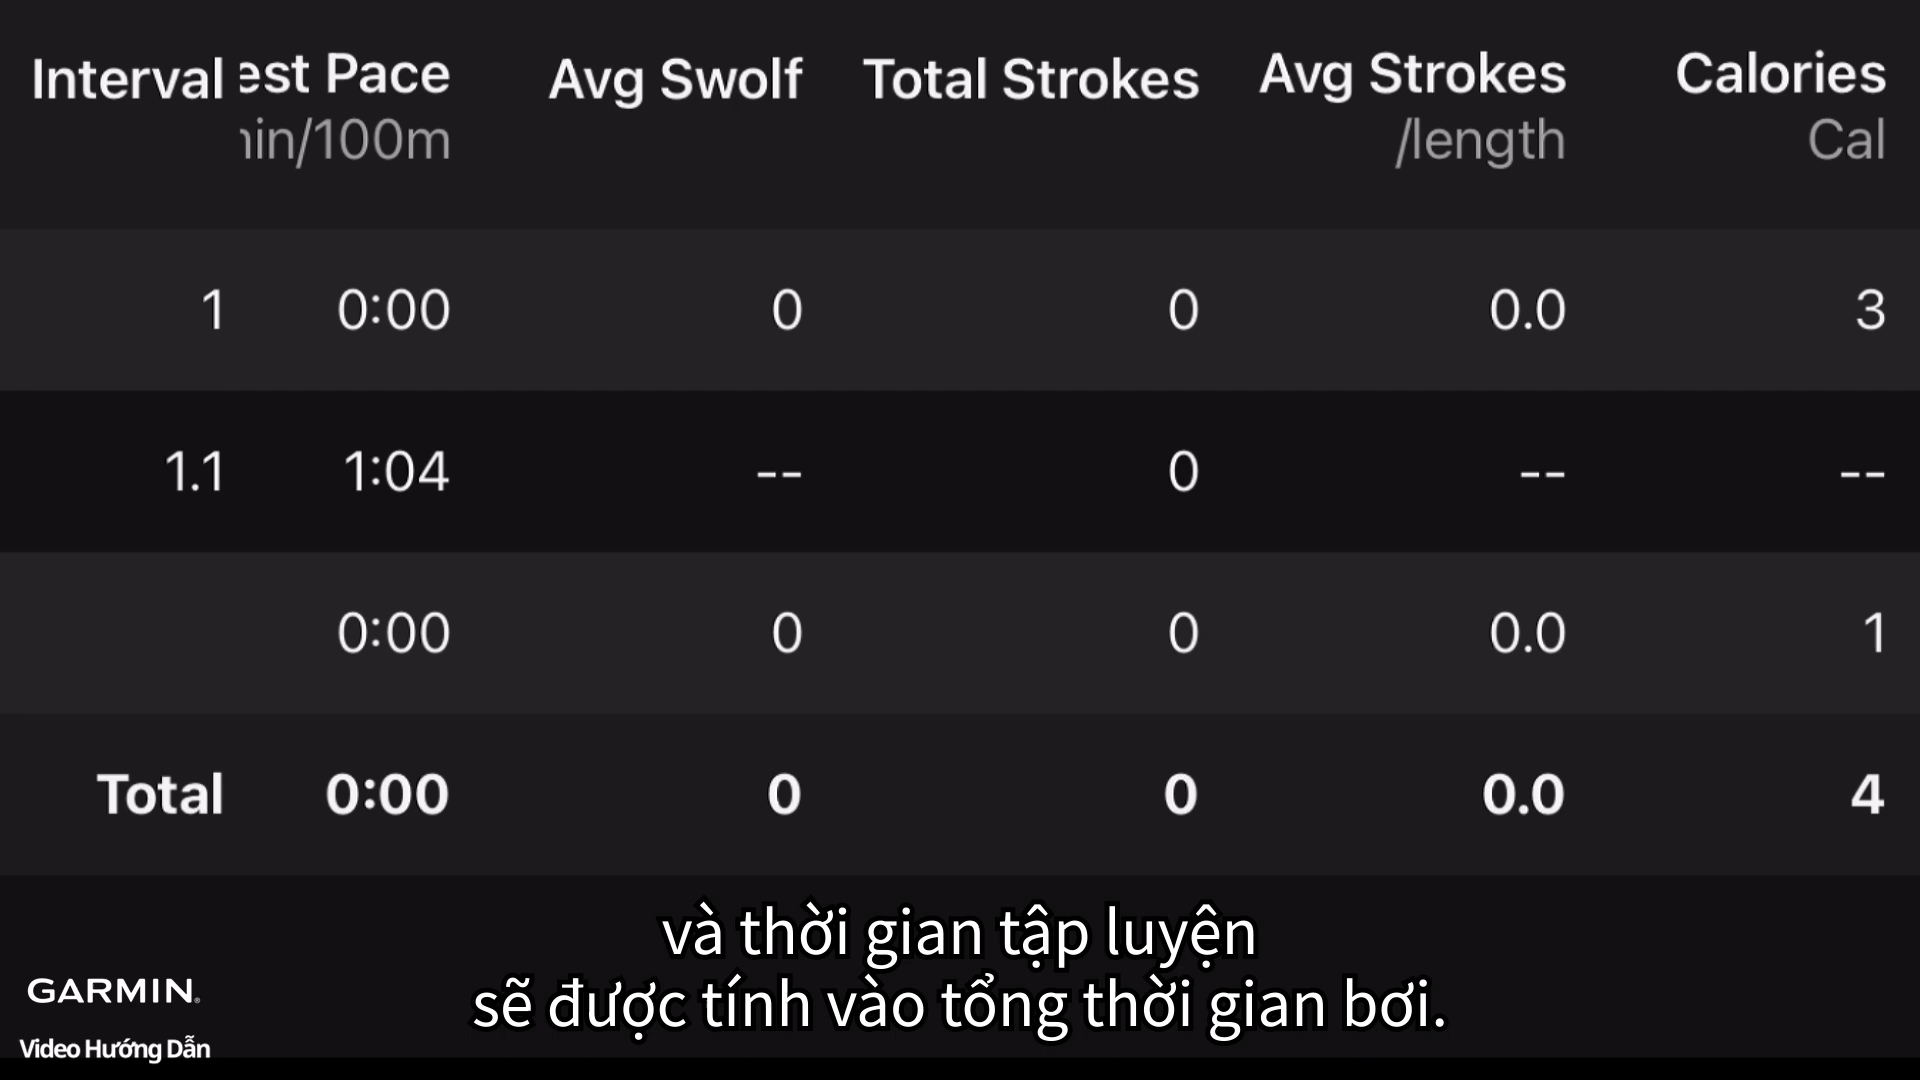 Interval est Pace Avg Swolf Total Strokes Avg Strokes Calories
in/100m /length Cal
1 0:00 0 0 0.0 3
1.1 1:04 -- 0 -- --
0:00 0 0 0.0 1
Total 0:00 0 0 0.0 4
và thời gian tập luyện
sẽ được tính vào tổng thời gian bơi.
GARMIN
Video Hướng Dẫn